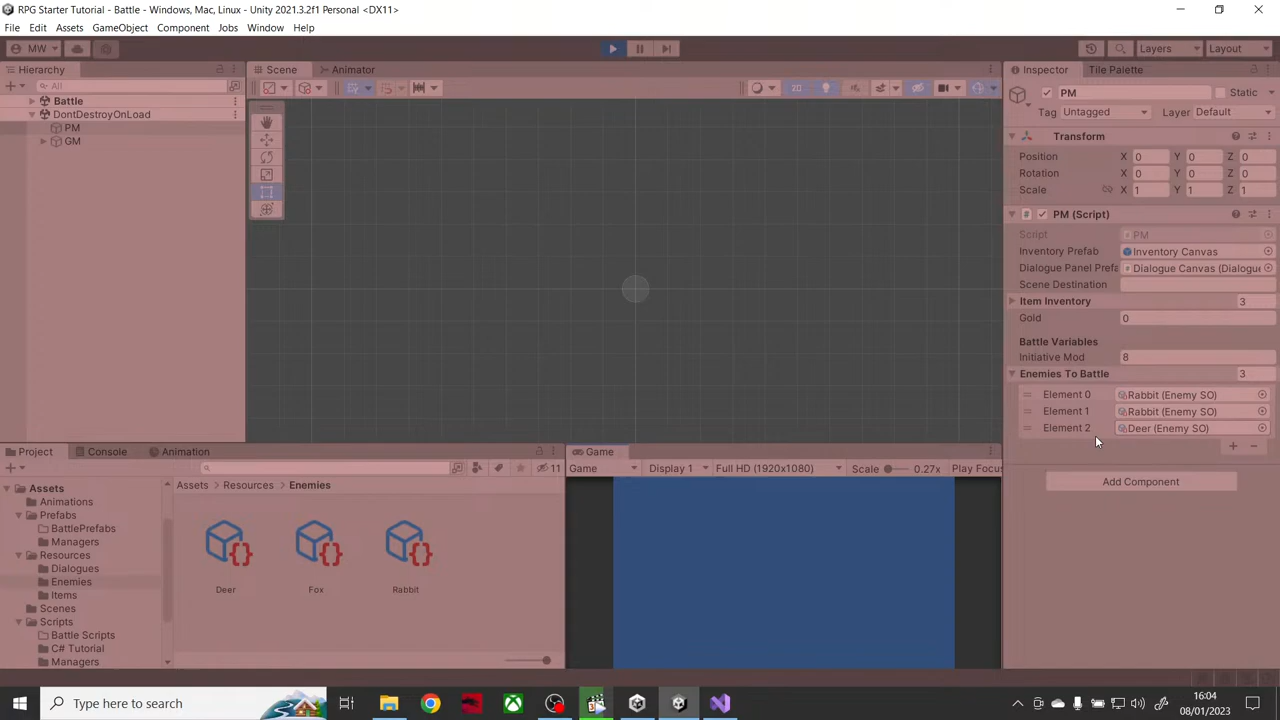 RPG Starter Tutorial - Battle - Windows, Mac, Linux - Unity 2021.3.2f1 Personal <DX11>
File Edit Assets GameObject Component Jobs Window Help
MW Layers Layout
Hierarchy
All
Battle
DontDestroyOnLoad
PM
GM
Scene Animator
2D
Inspector Tile Palette
PM Static
Tag Untagged Layer Default
Transform
Position X 0 Y 0 Z 0
Rotation X 0 Y 0 Z 0
Scale X 1 Y 1 Z 1
PM (Script)
Script PM
Inventory Prefab Inventory Canvas
Dialogue Panel Prefa Dialogue Canvas (Dialogue
Scene Destination
Item Inventory 3
Gold 0
Battle Variables
Initiative Mod 8
Enemies To Battle 3
Element 0 Rabbit (Enemy SO)
Element 1 Rabbit (Enemy SO)
Element 2 Deer (Enemy SO)
Add Component
Project Console Animation
11
Assets
Animations
Prefabs
BattlePrefabs
Managers
Resources
Dialogues
Enemies
Items
Scenes
Scripts
Battle Scripts
C# Tutorial
Managers
Assets Resources Enemies
Deer Fox Rabbit
Game
Game Display 1 Full HD (1920x1080) Scale 0.27x Play Focus
Type here to search
16:04
08/01/2023